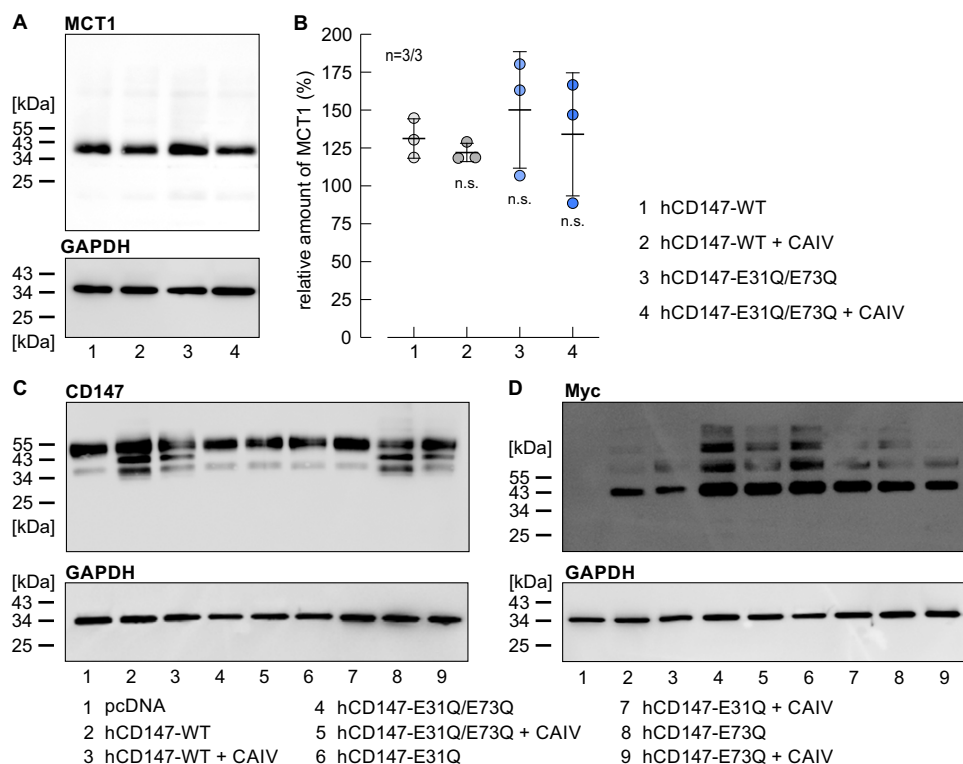 A
MCT1
[kDa]
55
43
34
25
GAPDH
43
34
25
[kDa]
1 2 3 4
B
200
175
150
125
100
75
50
25
0
relative amount of MCT1 (%)
n=3/3
n.s.
n.s.
n.s.
1 2 3 4
1 hCD147-WT
2 hCD147-WT + CAIV
3 hCD147-E31Q/E73Q
4 hCD147-E31Q/E73Q + CAIV
C
CD147
55
43
34
25
[kDa]
[kDa]
GAPDH
43
34
25
1 2 3 4 5 6 7 8 9
D
Myc
[kDa]
55
43
34
25
[kDa]
GAPDH
43
34
25
1 2 3 4 5 6 7 8 9
1 pcDNA
2 hCD147-WT
3 hCD147-WT + CAIV
4 hCD147-E31Q/E73Q
5 hCD147-E31Q/E73Q + CAIV
6 hCD147-E31Q
7 hCD147-E31Q + CAIV
8 hCD147-E73Q
9 hCD147-E73Q + CAIV